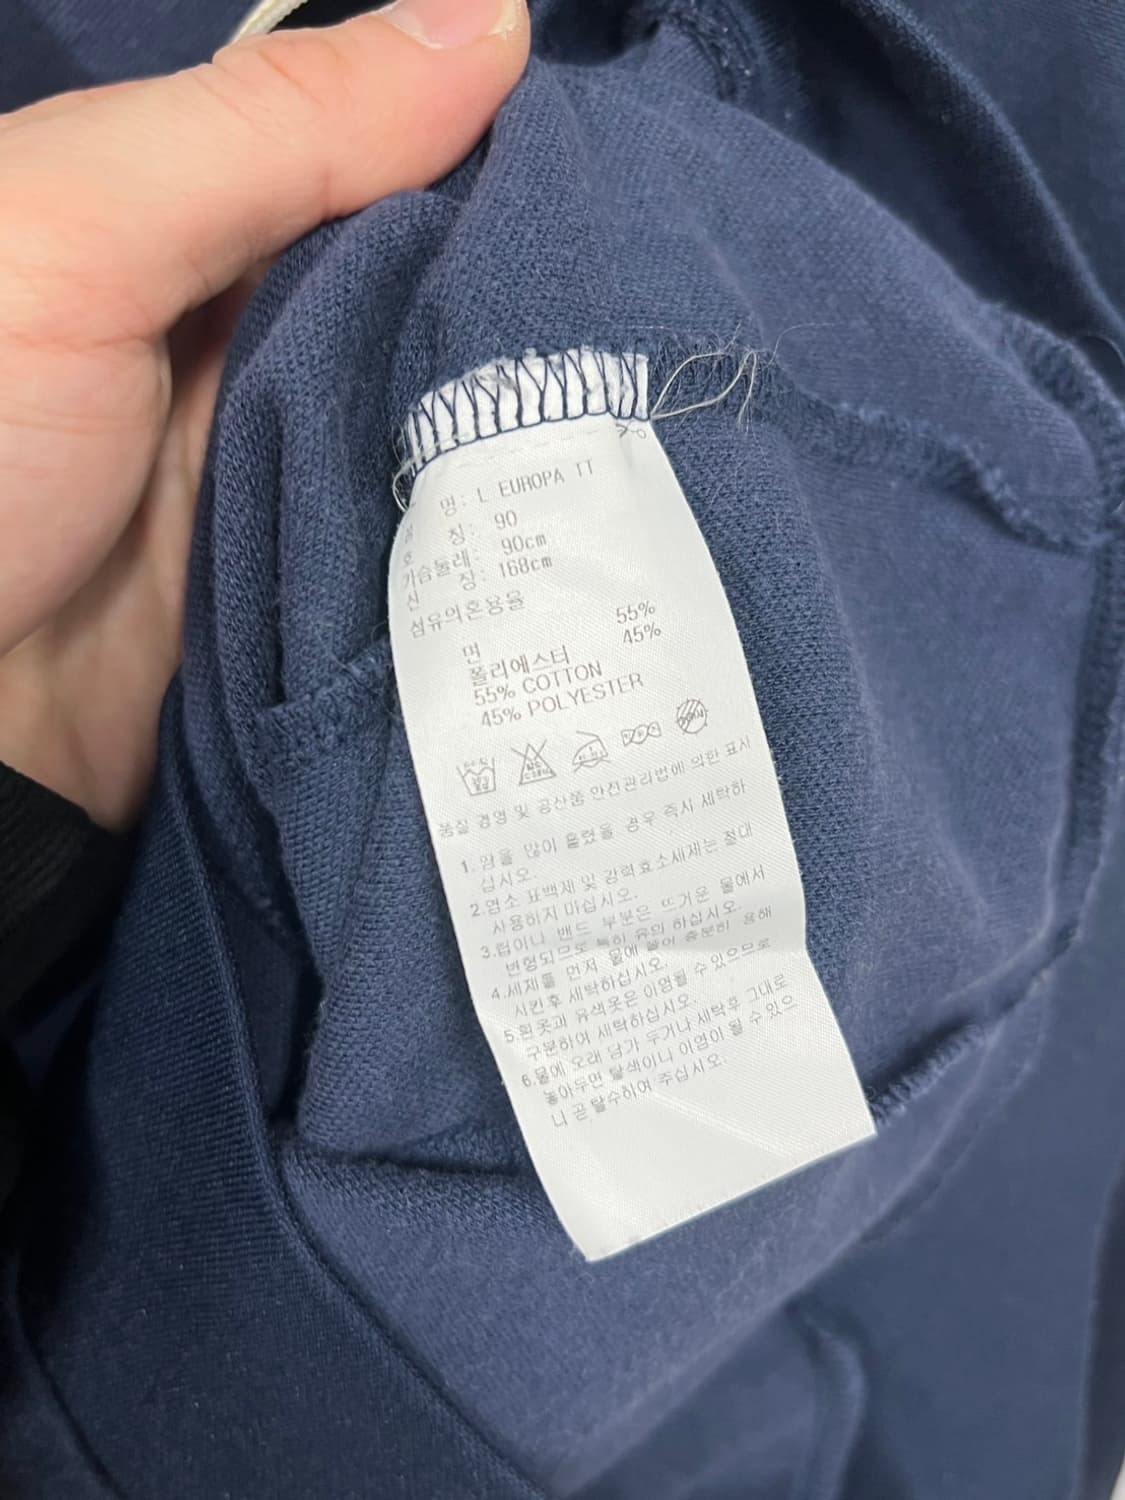 품 명: L EUROPA TT
호 칭: 90
가슴둘레: 90cm
신 장: 168cm
섬유의혼용율
면 55%
폴리에스터 45%
55% COTTON
45% POLYESTER
품질 경영 및 공산품 안전관리법에 의한 표시
1.땀을 많이 흘렸을 경우 즉시 세탁하
십시오.
2.염소 표백제 및 강력효소세제는 절대
사용하지 마십시오.
3.럽이나 밴드 부분은 뜨거운 물에서
변형되므로 특히 유의 하십시오.
4.세제를 먼저 물에 풀어 충분히 용해
시킨후 세탁하십시오
5.흰옷과 유색옷은 이염될 수있으므로
구분하여 세탁하십시오.
6.물에 오래 담가 두거나 세탁후 그대로
놓아두면 탈색이나 이염이 될 수있으
니 곧 탈수하여 주십시오.